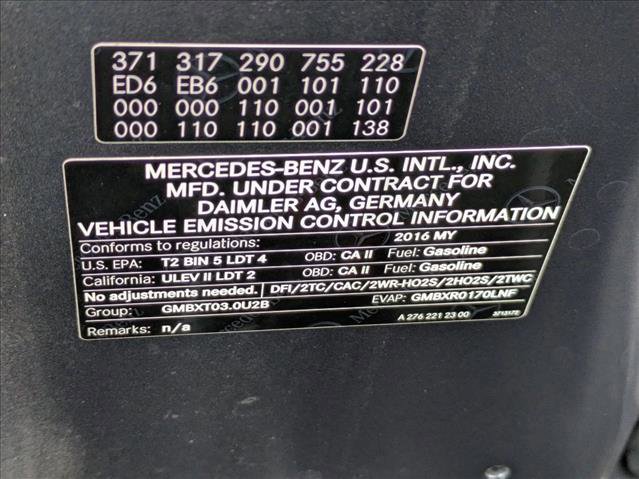 371 317 290 755 228
ED6 EB6 001 101 110
000 000 110 001 101
000 110 110 001 138
MERCEDES-BENZ U.S. INTL., INC.
MFD. UNDER CONTRACT FOR
DAIMLER AG, GERMANY
VEHICLE EMISSION CONTROL INFORMATION
Conforms to regulations: 2016 MY
U.S. EPA: T2 BIN 5 LDT 4 OBD: CA II Fuel: Gasoline
California: ULEV II LDT 2 OBD: CA II Fuel: Gasoline
No adjustments needed. DFI/2TC/CAC/2WR-HO2S/2HO2S/2TWC
Group: GMBXT03.0U2B EVAP: GMBXR0170LNF
Remarks: n/a A 276 221 23 00